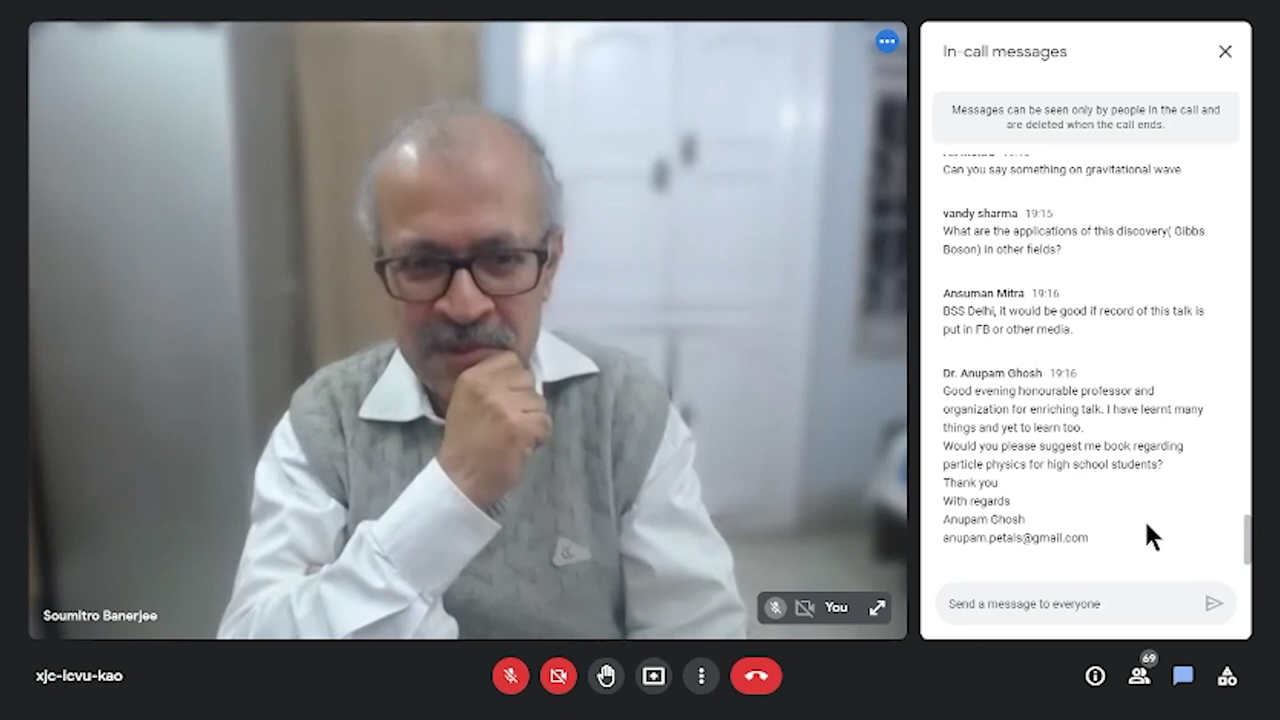 In-call messages
Messages can be seen only by people in the call and
are deleted when the call ends.
Can you say something on gravitational wave
vandy sharma 19:15
What are the applications of this discovery( Gibbs
Boson) in other fields?
Ansuman Mitra 19:16
BSS Delhi, it would be good if record of this talk is
put in FB or other media.
Dr. Anupam Ghosh 19:16
Good evening honourable professor and
organization for enriching talk. I have learnt many
things and yet to learn too.
Would you please suggest me book regarding
particle physics for high school students?
Thank you
With regards
Anupam Ghosh
anupam.petals@gmail.com
Send a message to everyone
Soumitro Banerjee
You
xjc-lcvu-kao
69